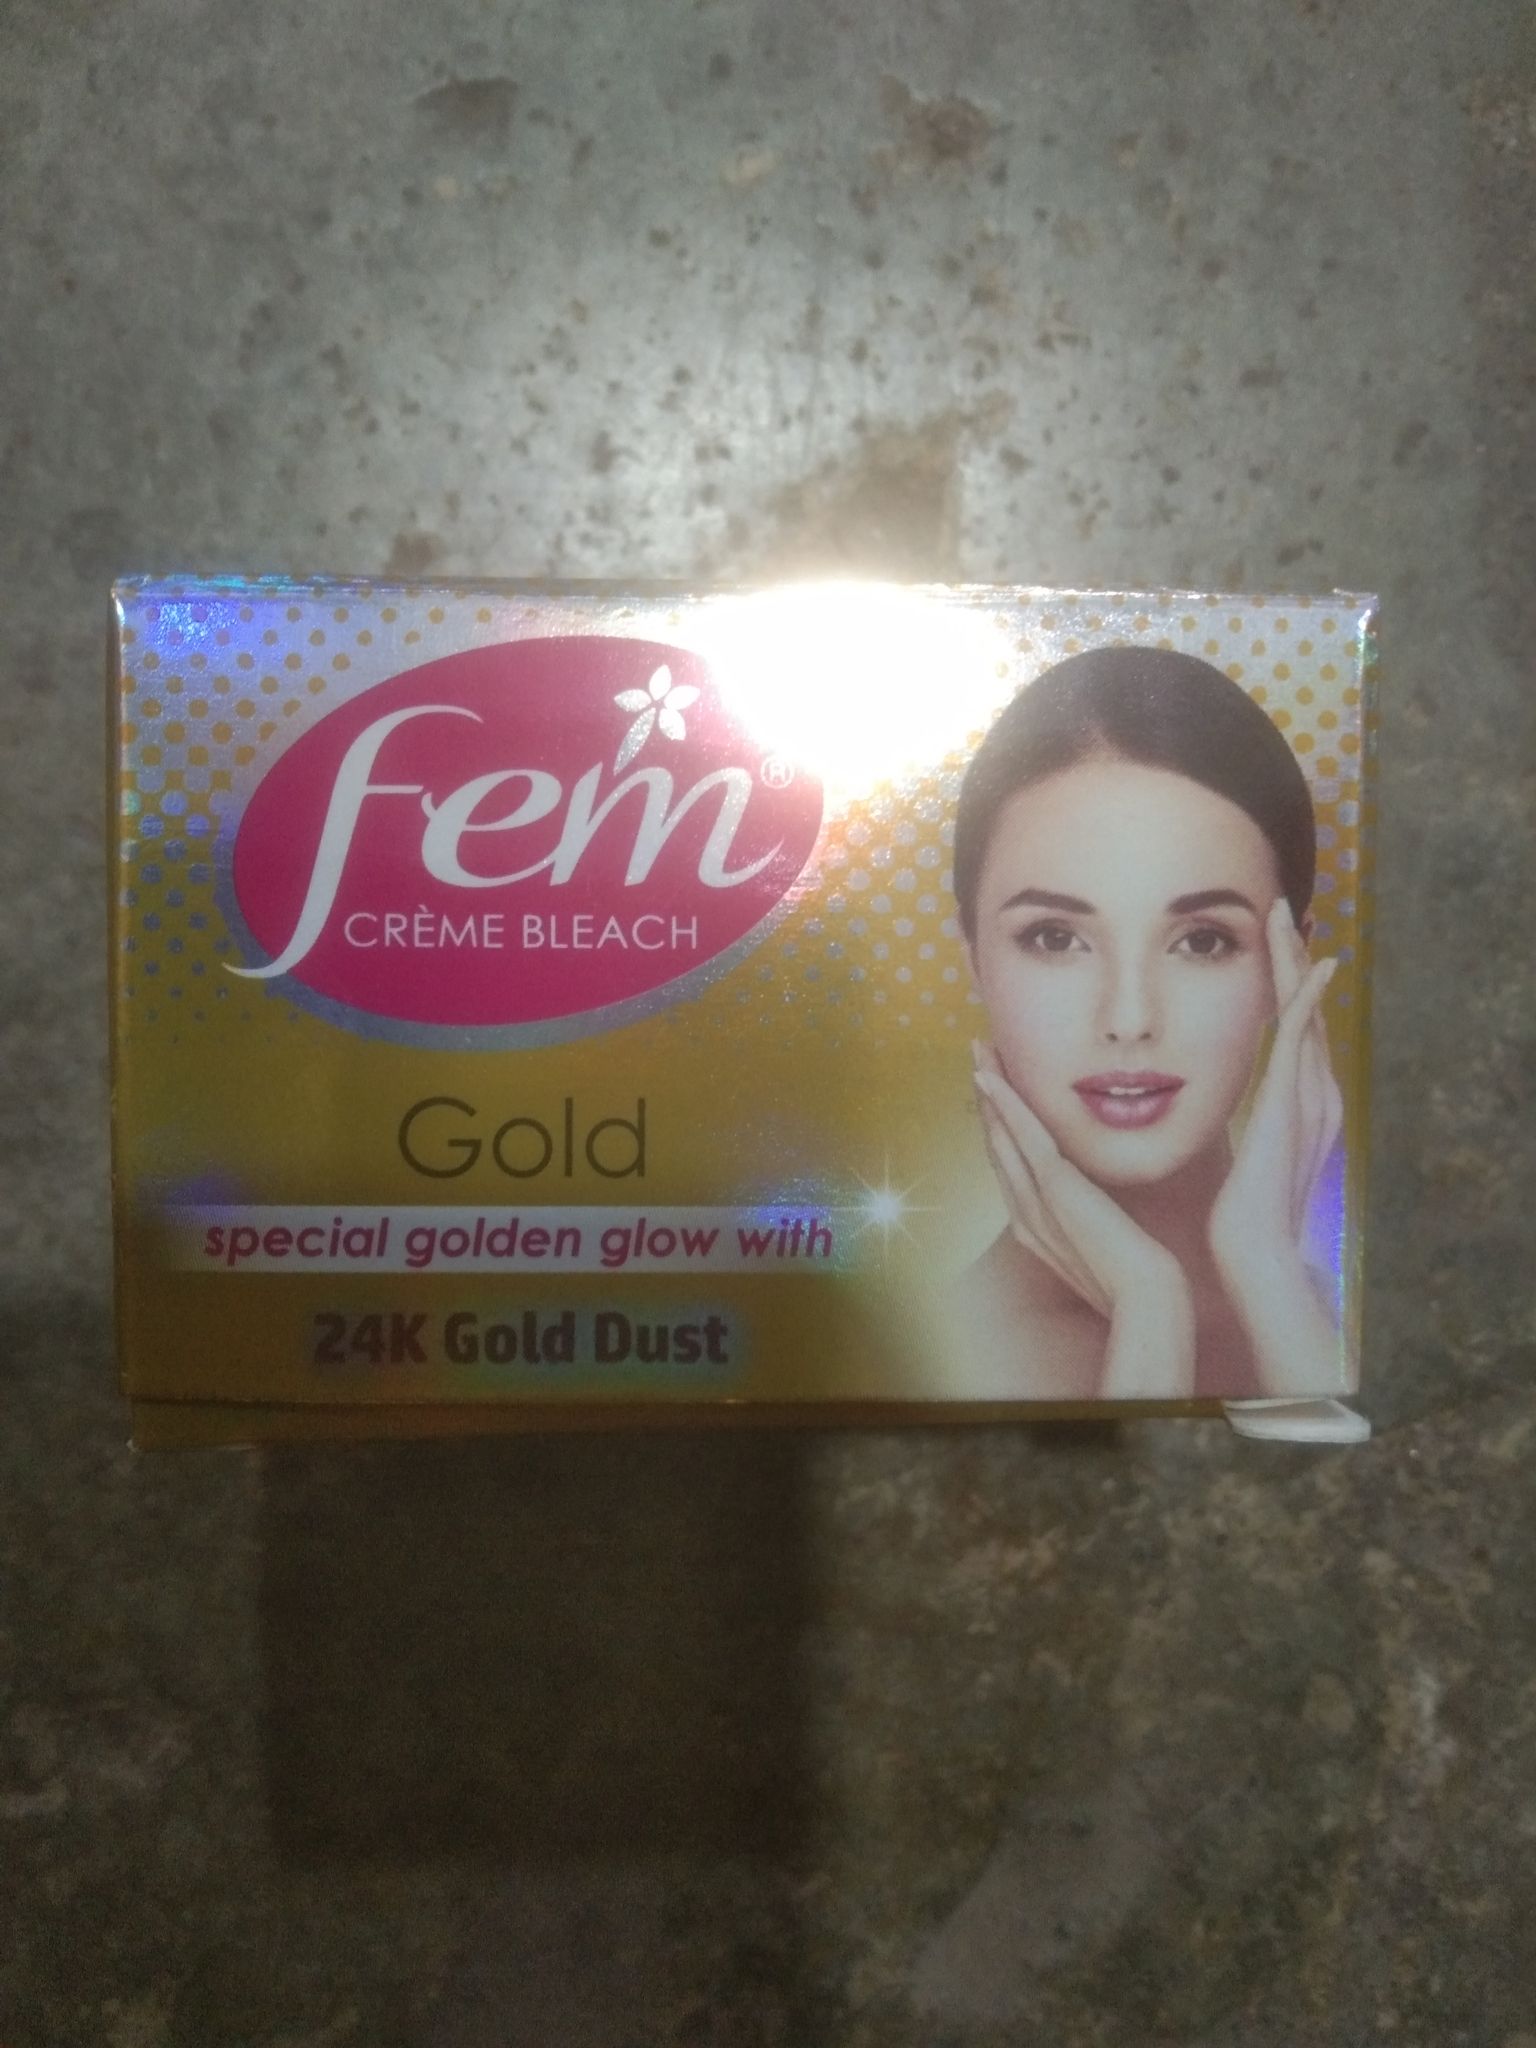 fem®
CRÈME BLEACH
Gold
special golden glow with
24K Gold Dust